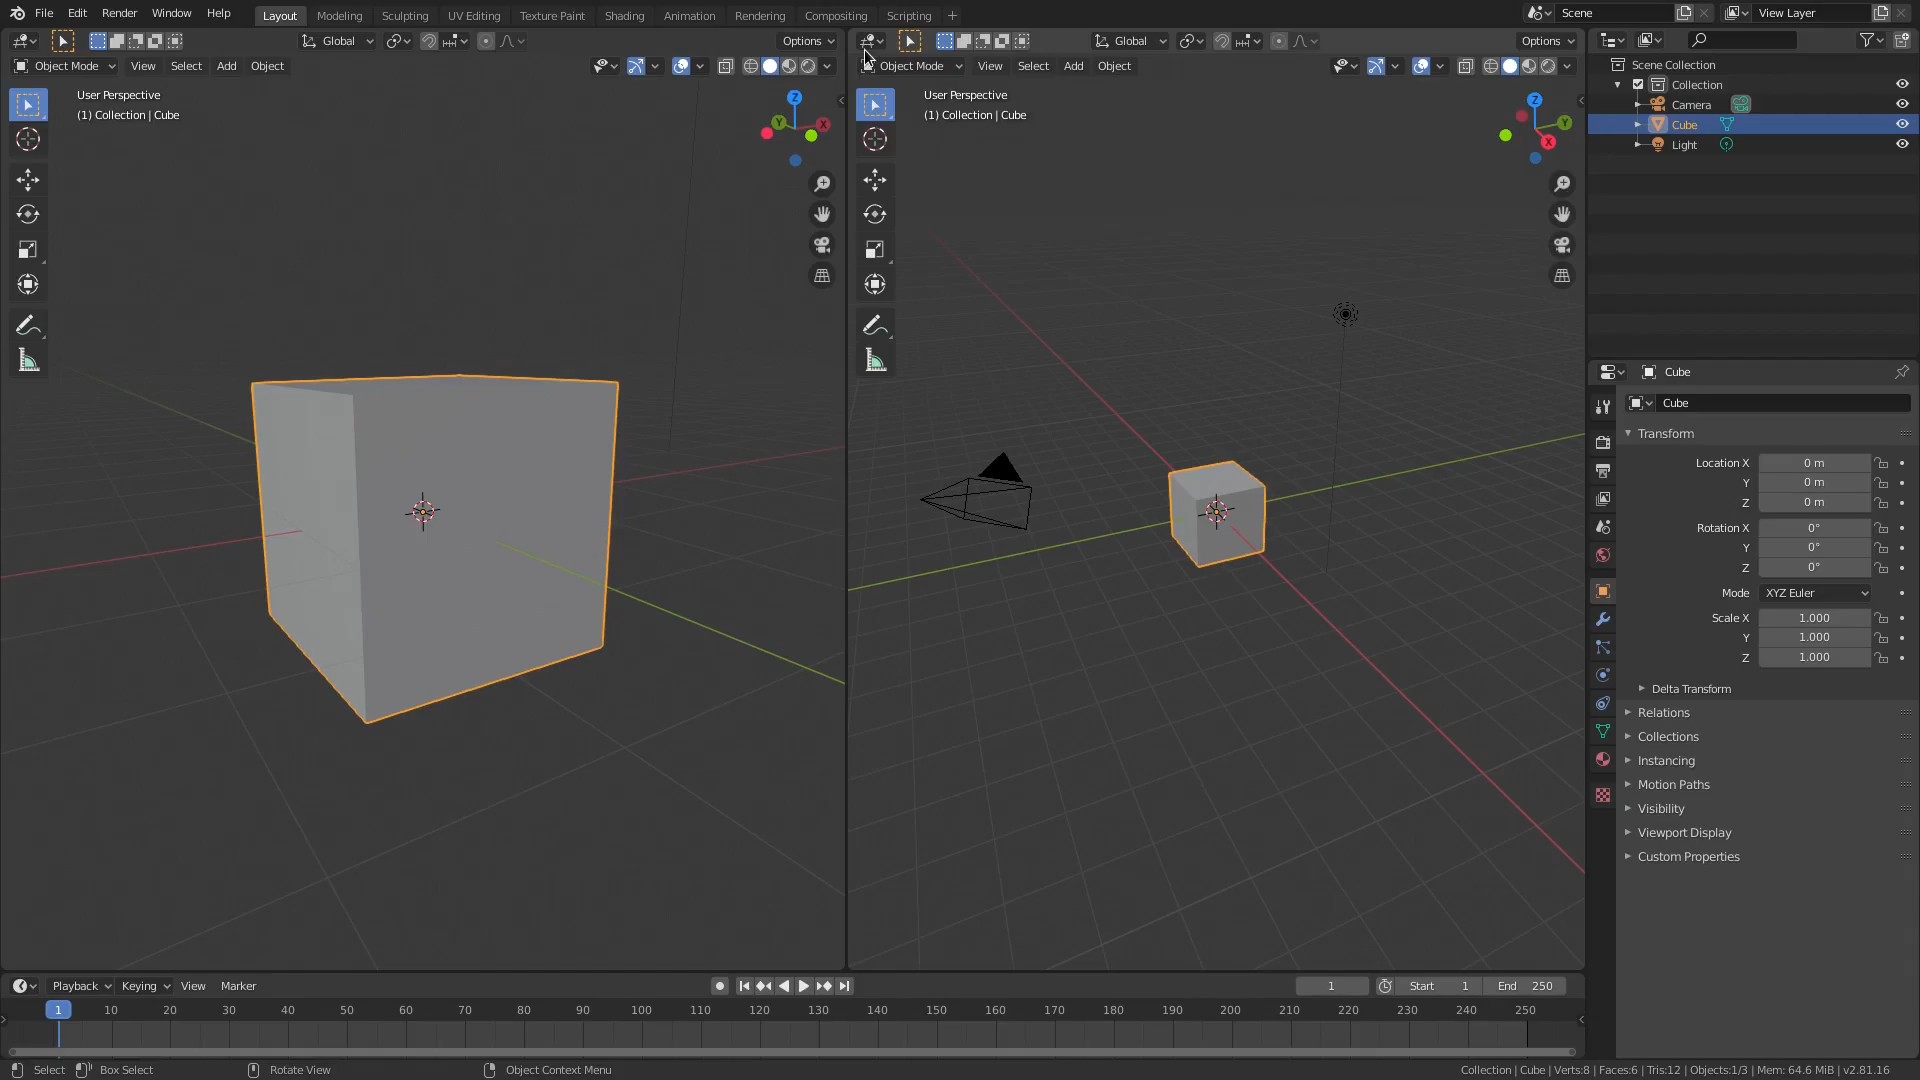 File Edit Render Window Help Layout Modeling Sculpting UV Editing Texture Paint Shading Animation Rendering Compositing Scripting + Scene View Layer
Global Options Global Options
Object Mode View Select Add Object Object Mode View Select Add Object
Scene Collection
Collection
Camera
Cube
Light
User Perspective
(1) Collection | Cube
Z
Y
X
User Perspective
(1) Collection | Cube
Z
Y
X
Cube
Cube
Transform
Location X 0 m
Y 0 m
Z 0 m
Rotation X 0°
Y 0°
Z 0°
Mode XYZ Euler
Scale X 1.000
Y 1.000
Z 1.000
Delta Transform
Relations
Collections
Instancing
Motion Paths
Visibility
Viewport Display
Custom Properties
Playback Keying View Marker 1 Start 1 End 250
1 10 20 30 40 50 60 70 80 90 100 110 120 130 140 150 160 170 180 190 200 210 220 230 240 250
Select Box Select Rotate View Object Context Menu Collection | Cube | Verts:8 | Faces:6 | Tris:12 | Objects:1/3 | Mem: 64.6 MiB | v2.81.16